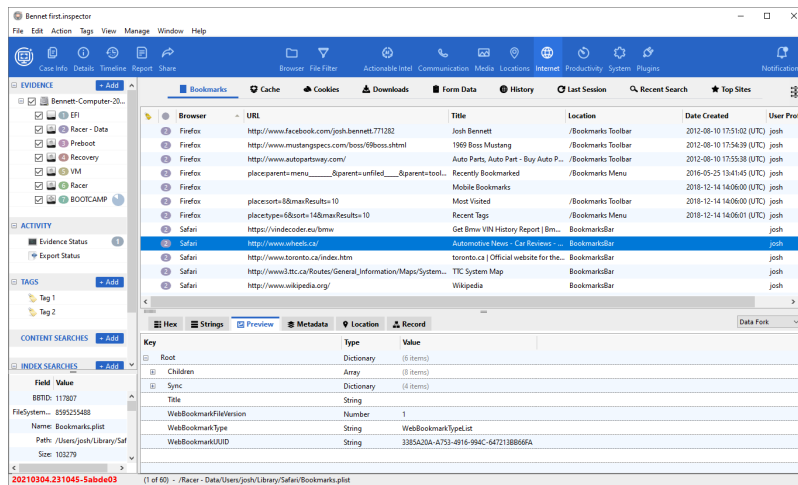 Bennet first.inspector
File Edit Action Tags View Manage Window Help
Case Info Details Timeline Report Share Browser File Filter Actionable Intel Communication Media Locations Internet Productivity System Plugins Notification
EVIDENCE + Add
Bennett-Computer-20...
1 EFI
2 Racer - Data
3 Preboot
4 Recovery
5 VM
6 Racer
7 BOOTCAMP
ACTIVITY
Evidence Status 1
Export Status
TAGS + Add
Tag 1
Tag 2
CONTENT SEARCHES + Add
INDEX SEARCHES + Add
Field Value
BBTID: 117807
FileSystem... 8595255488
Name: Bookmarks.plist
Path: /Users/josh/Library/Saf
Size: 103279
Bookmarks Cache Cookies Downloads Form Data History Last Session Recent Search Top Sites
Browser URL Title Location Date Created User Prof
2 Firefox http://www.facebook.com/josh.bennett.771282 Josh Bennett /Bookmarks Toolbar 2012-08-10 17:51:02 (UTC) josh
2 Firefox http://www.mustangspecs.com/boss/69boss.shtml 1969 Boss Mustang /Bookmarks Toolbar 2012-08-10 17:54:39 (UTC) josh
2 Firefox http://www.autopartsway.com/ Auto Parts, Auto Part - Buy Auto P... /Bookmarks Toolbar 2012-08-10 17:55:38 (UTC) josh
2 Firefox place:parent=menu______&parent=unfiled____&parent=tool... Recently Bookmarked /Bookmarks Menu 2016-05-25 13:41:45 (UTC) josh
2 Firefox Mobile Bookmarks 2018-12-14 14:06:00 (UTC) josh
2 Firefox place:sort=8&maxResults=10 Most Visited /Bookmarks Toolbar 2018-12-14 14:06:00 (UTC) josh
2 Firefox place:type=6&sort=14&maxResults=10 Recent Tags /Bookmarks Menu 2018-12-14 14:06:01 (UTC) josh
2 Safari https://vindecoder.eu/bmw Get Bmw VIN History Report | Bm... BookmarksBar josh
2 Safari http://www.wheels.ca/ Automotive News - Car Reviews - ... BookmarksBar josh
2 Safari http://www.toronto.ca/index.htm toronto.ca | Official website for the... BookmarksBar josh
2 Safari http://www3.ttc.ca/Routes/General_Information/Maps/System... TTC System Map BookmarksBar josh
2 Safari http://www.wikipedia.org/ Wikipedia BookmarksBar josh
Hex Strings Preview Metadata Location Record Data Fork
Key Type Value
Root Dictionary (6 items)
Children Array (8 items)
Sync Dictionary (4 items)
Title String
WebBookmarkFileVersion Number 1
WebBookmarkType String WebBookmarkTypeList
WebBookmarkUUID String 3385A20A-A753-4916-994C-647213BB66FA
20210304.231045-5abde03 (1 of 60) - /Racer - Data/Users/josh/Library/Safari/Bookmarks.plist